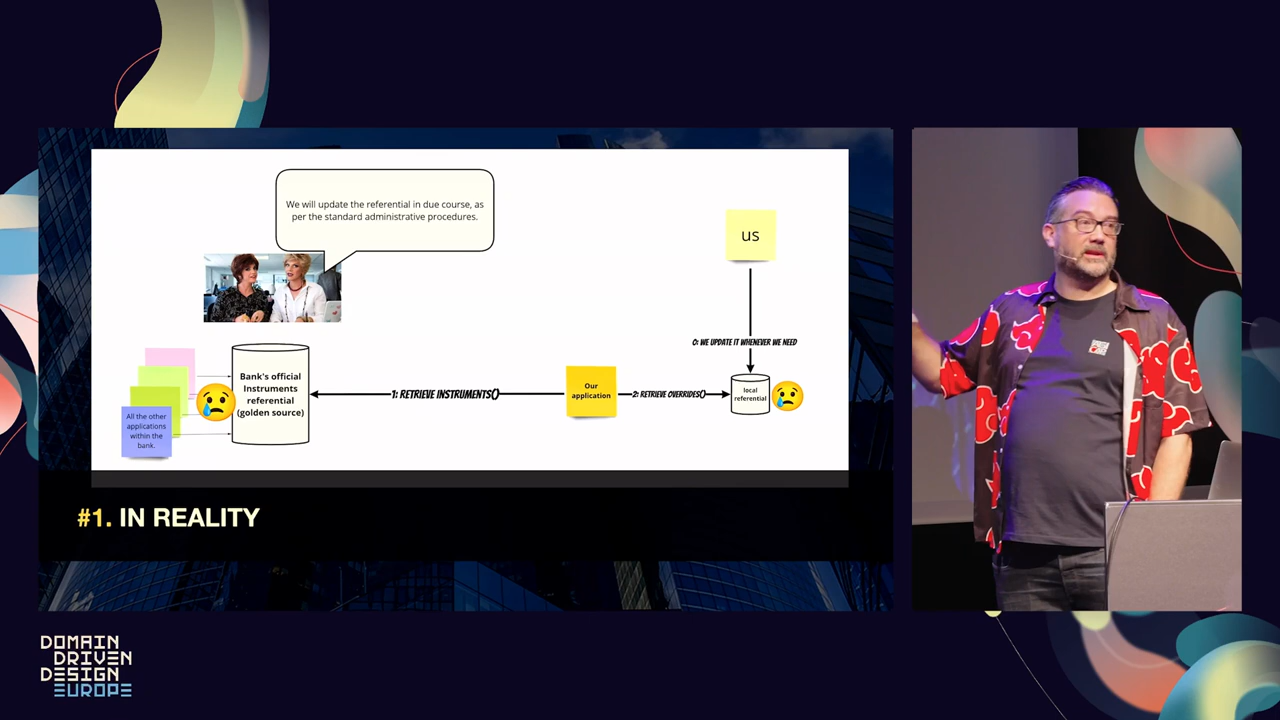 We will update the referential in due course, as
per the standard administrative procedures.
us
0: WE UPDATE IT WHENEVER WE NEED
Bank's official
Instruments
referential
(golden source)
1: RETRIEVE INSTRUMENTS()
Our
application
2: RETRIEVE OVERRIDES()
local
referential
All the other
applications
within the
bank.
#1. IN REALITY
DOMAIN
DRIVEN
DESIGN
EUROPE